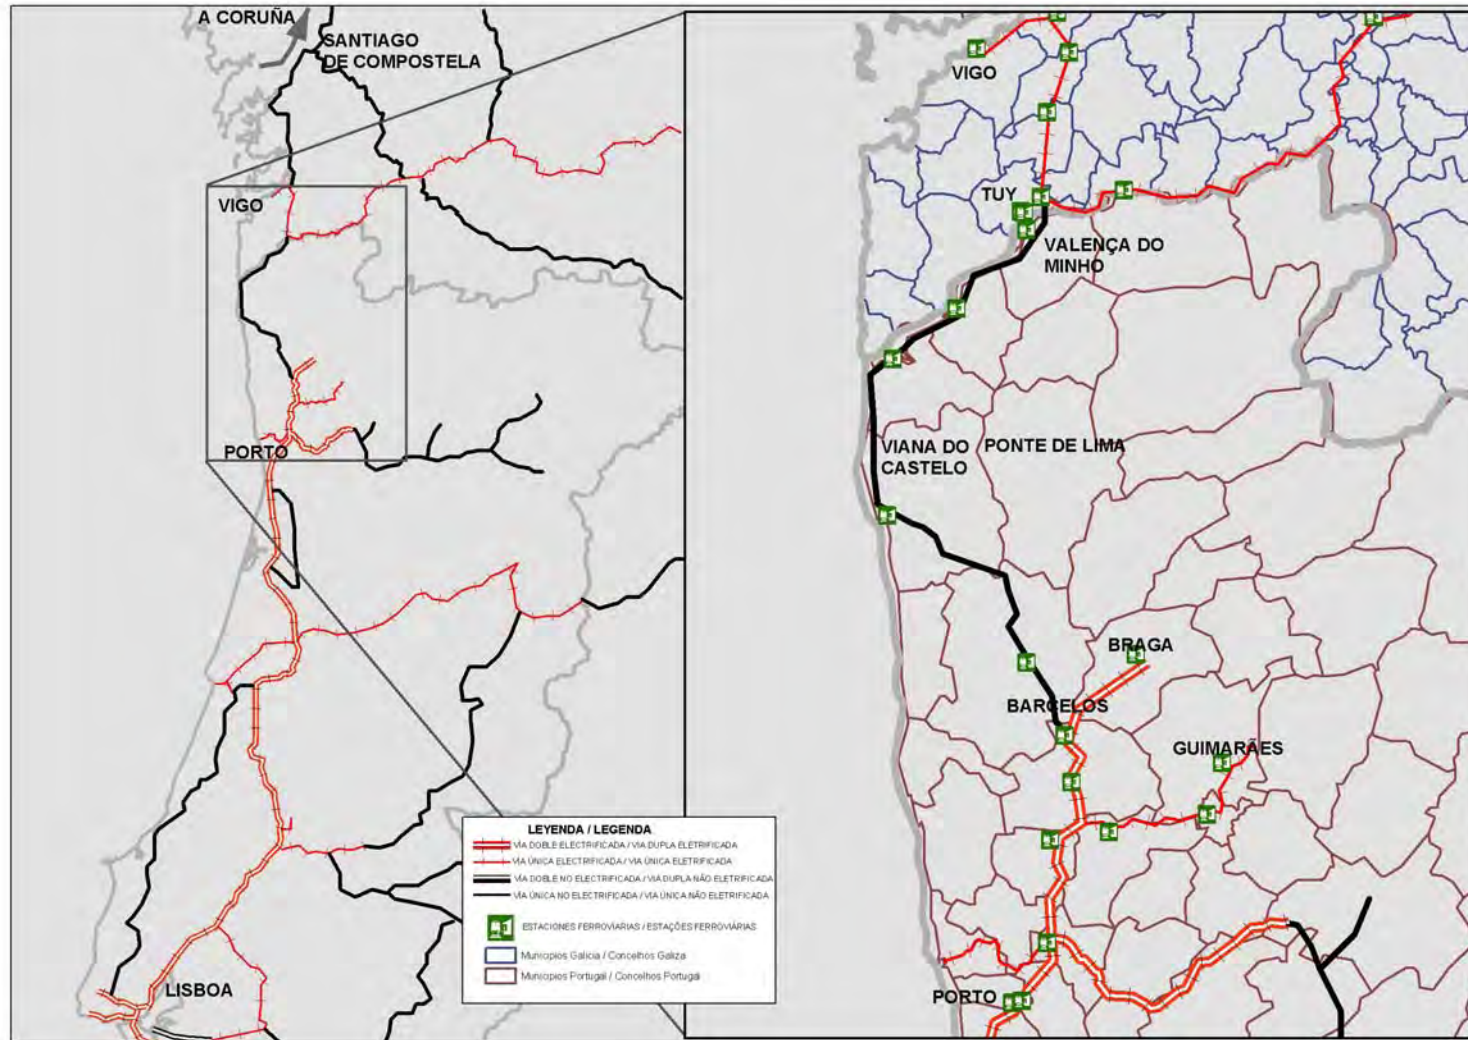 A CORUÑA
SANTIAGO
DE COMPOSTELA
VIGO
PORTO
LISBOA
VIGO
TUY
VALENÇA DO
MINHO
VIANA DO
CASTELO
PONTE DE LIMA
BRAGA
BARCELOS
GUIMARÃES
PORTO
LEYENDA / LEGENDA
VÍA DOBLE ELECTRIFICADA / VIA DUPLA ELETRIFICADA
VÍA ÚNICA ELECTRIFICADA / VIA ÚNICA ELETRIFICADA
VÍA DOBLE NO ELECTRIFICADA / VIA DUPLA NÃO ELETRIFICADA
VÍA ÚNICA NO ELECTRIFICADA / VIA ÚNICA NÃO ELETRIFICADA
ESTACIONES FERROVIARIAS / ESTAÇÕES FERROVIÁRIAS
Municipios Galicia / Concelhos Galiza
Municipios Portugal / Concelhos Portugal